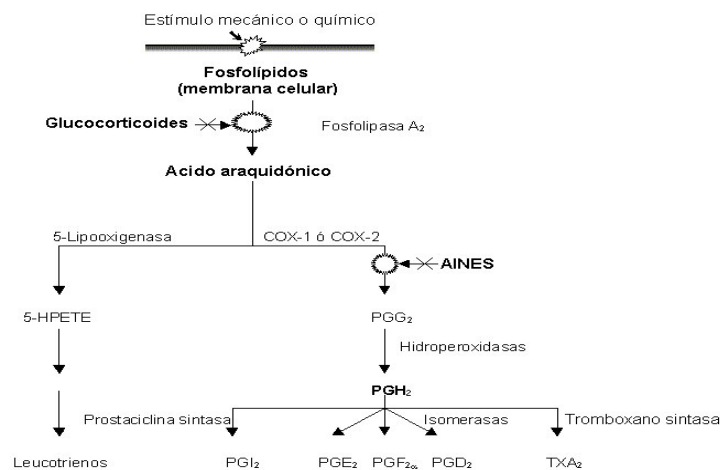 Estímulo mecánico o químico
Fosfolípidos
(membrana celular)
Glucocorticoides
Fosfolipasa A₂
Acido araquidónico
5-Lipooxigenasa
COX-1 ó COX-2
AINES
5-HPETE
PGG₂
Hidroperoxidasas
PGH₂
Prostaciclina sintasa
Isomerasas
Tromboxano sintasa
Leucotrienos
PGI₂
PGE₂
PGF₂α
PGD₂
TXA₂